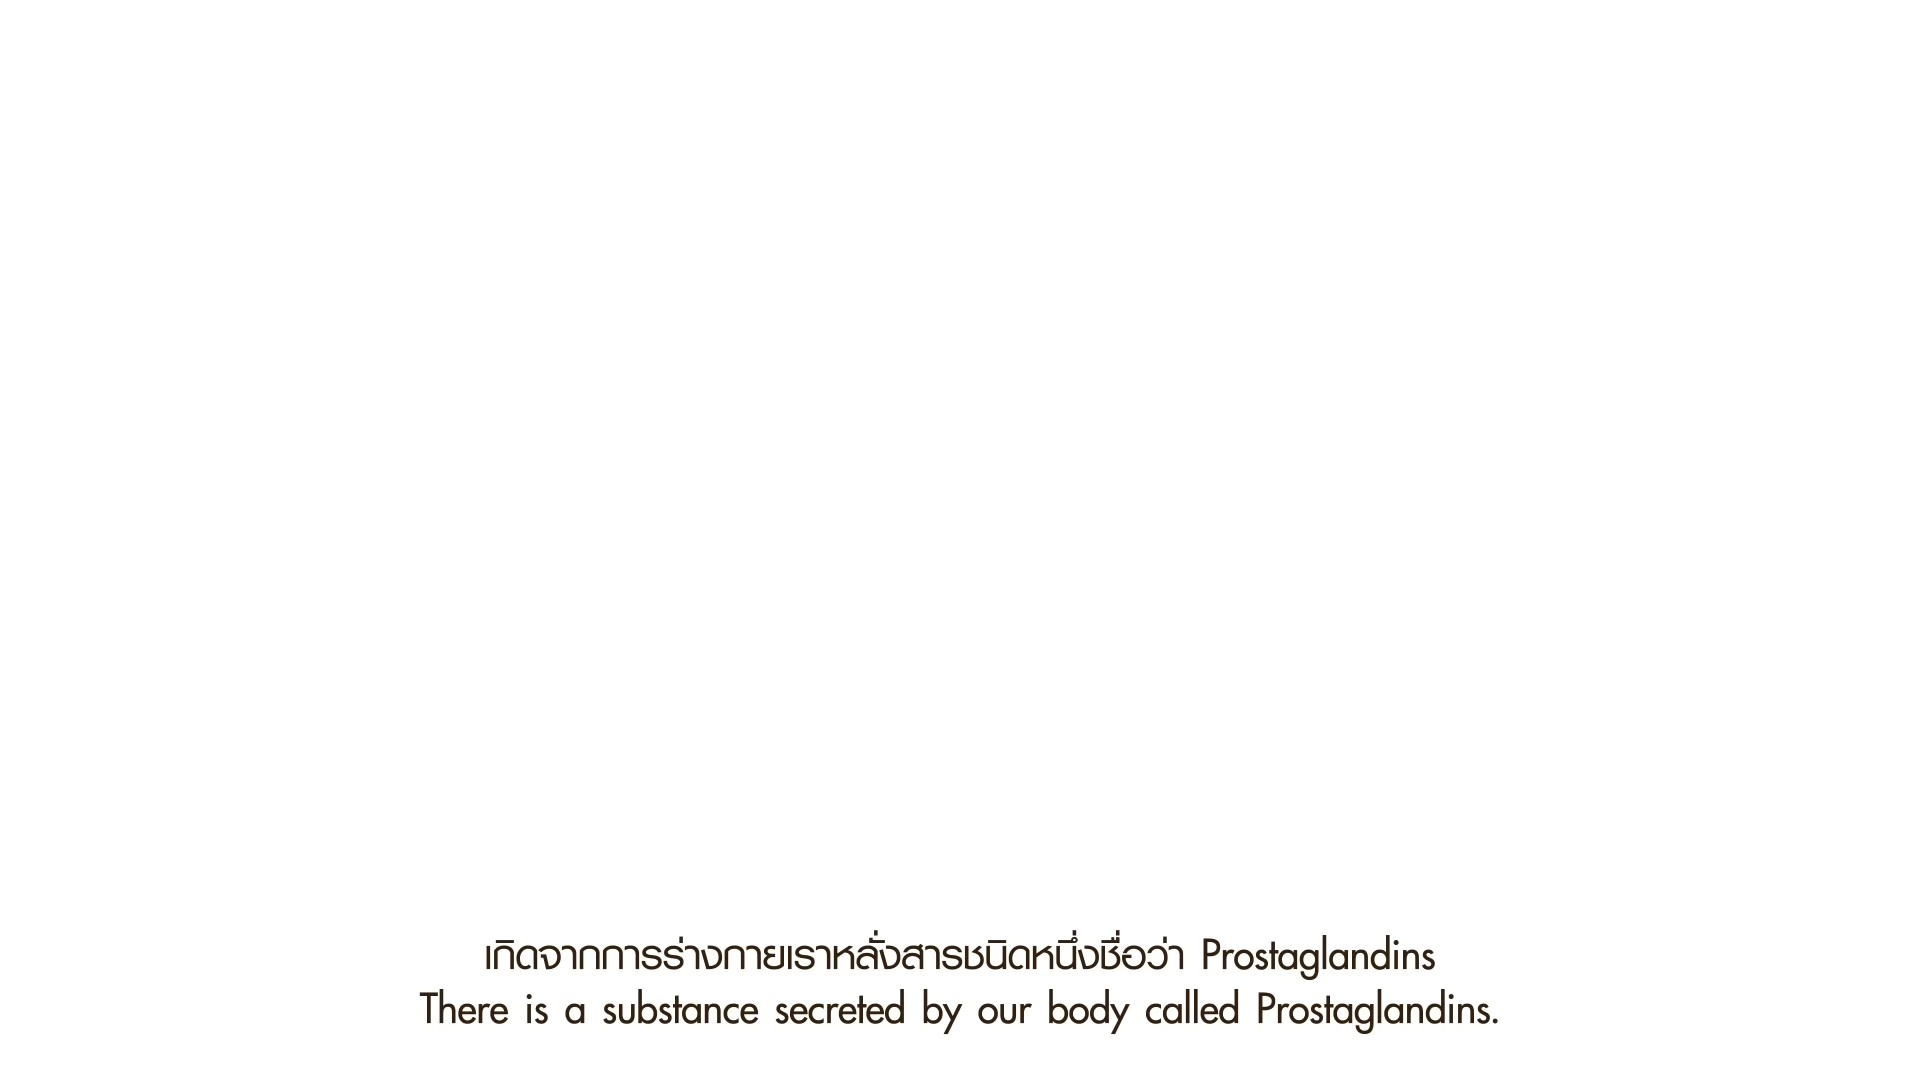 เกิดจากการร่างกายเราหลั่งสารชนิดหนึ่งชื่อว่า Prostaglandins
There is a substance secreted by our body called Prostaglandins.